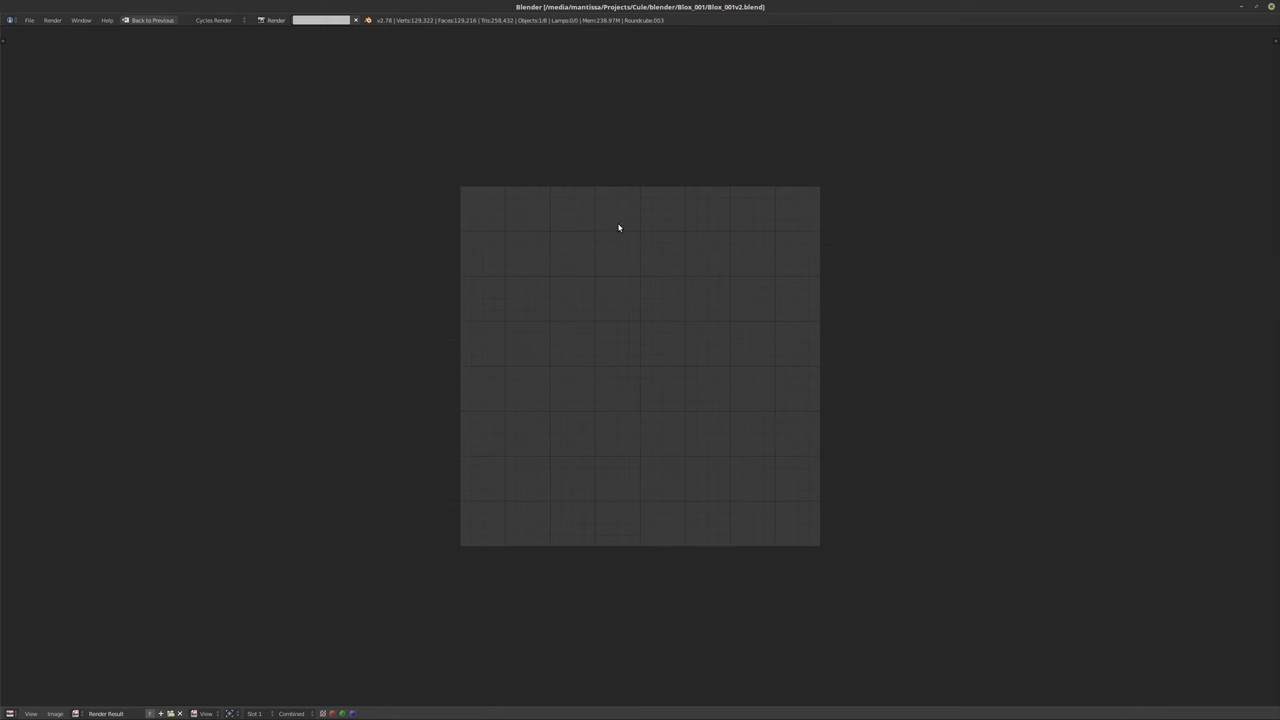 Blender [/media/mantissa/Projects/Cule/blender/Blox_001/Blox_001v2.blend]
File Render Window Help Back to Previous Cycles Render Render v2.78 | Verts:129,322 | Faces:129,216 | Tris:258,432 | Objects:1/8 | Lamps:0/0 | Mem:238.97M | Roundcube.003
View Image Render Result F View Slot 1 Combined